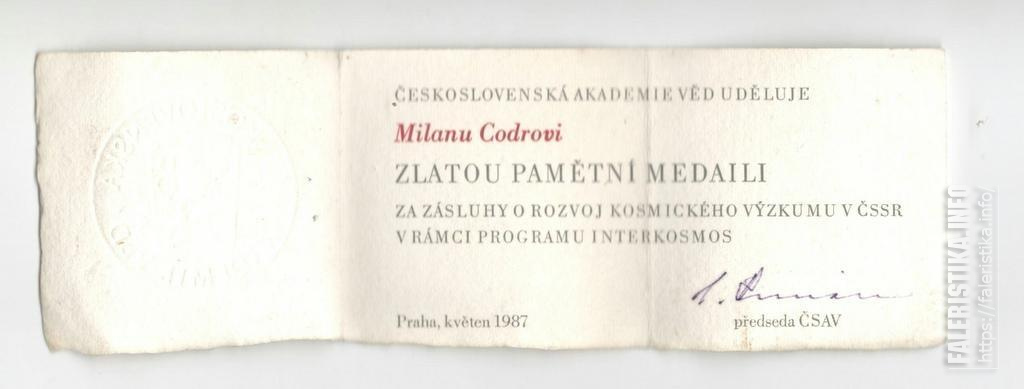 ČESKOSLOVENSKÁ AKADEMIE VĚD UDĚLUJE
Milanu Codrovi
ZLATOU PAMĚTNÍ MEDAILI
ZA ZÁSLUHY O ROZVOJ KOSMICKÉHO VÝZKUMU V ČSSR
V RÁMCI PROGRAMU INTERKOSMOS
Praha, květen 1987
předseda ČSAV
FALERISTIKA.INFO
https://faleristika.info/